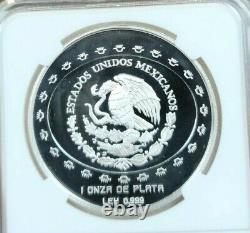 ESTADOS UNIDOS MEXICANOS
1 ONZA DE PLATA
LEY 0.999